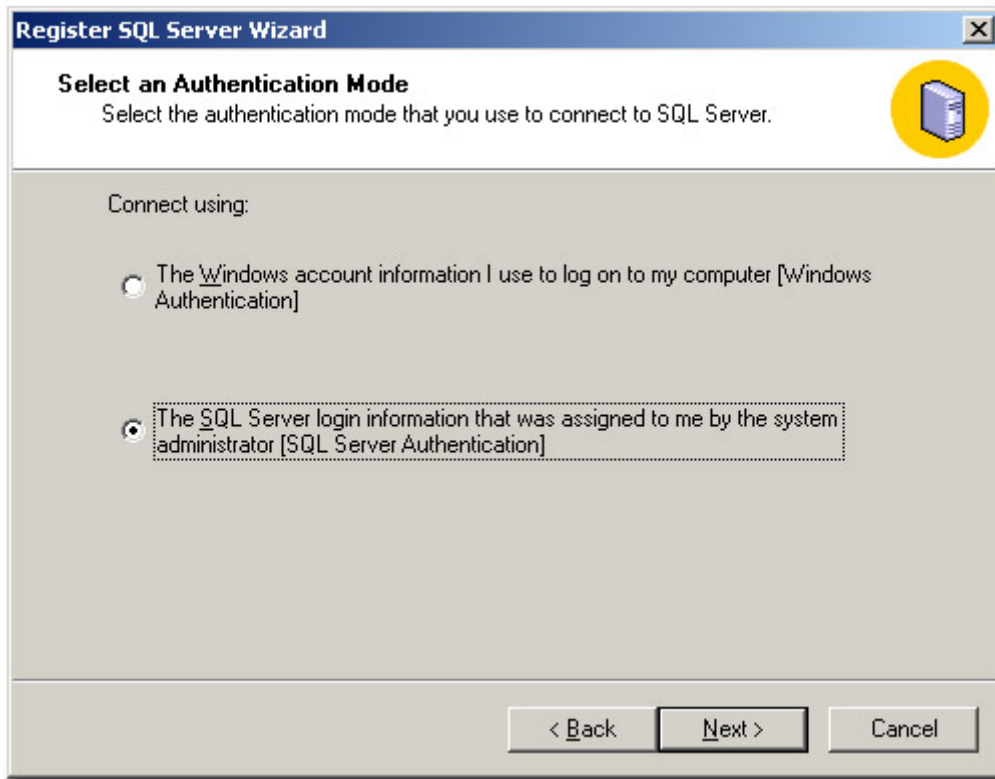 Register SQL Server Wizard
Select an Authentication Mode
Select the authentication mode that you use to connect to SQL Server.
Connect using:
The Windows account information I use to log on to my computer [Windows
Authentication]
The SQL Server login information that was assigned to me by the system
administrator [SQL Server Authentication]
< Back
Next >
Cancel